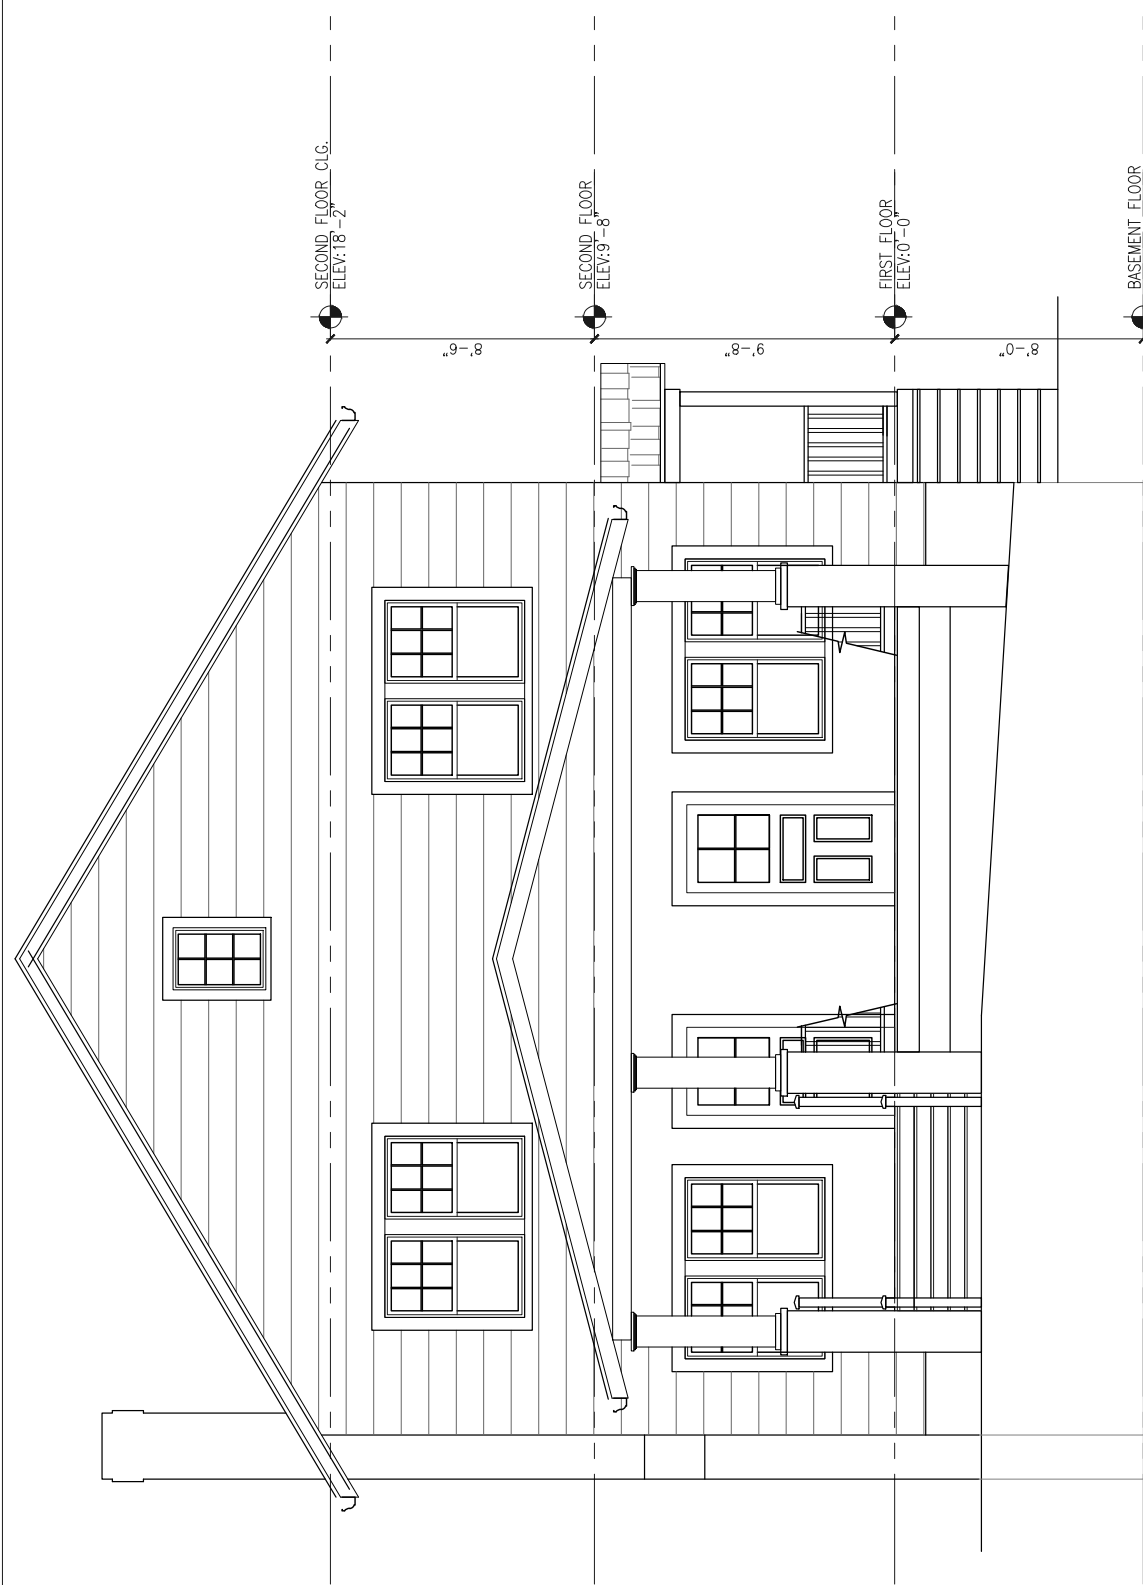 SECOND FLOOR CLG.
ELEV:18'-2"
SECOND FLOOR
ELEV:9'-8"
FIRST FLOOR
ELEV:0'-0"
BASEMENT FLOOR
8'-6"
9'-8"
8'-0"